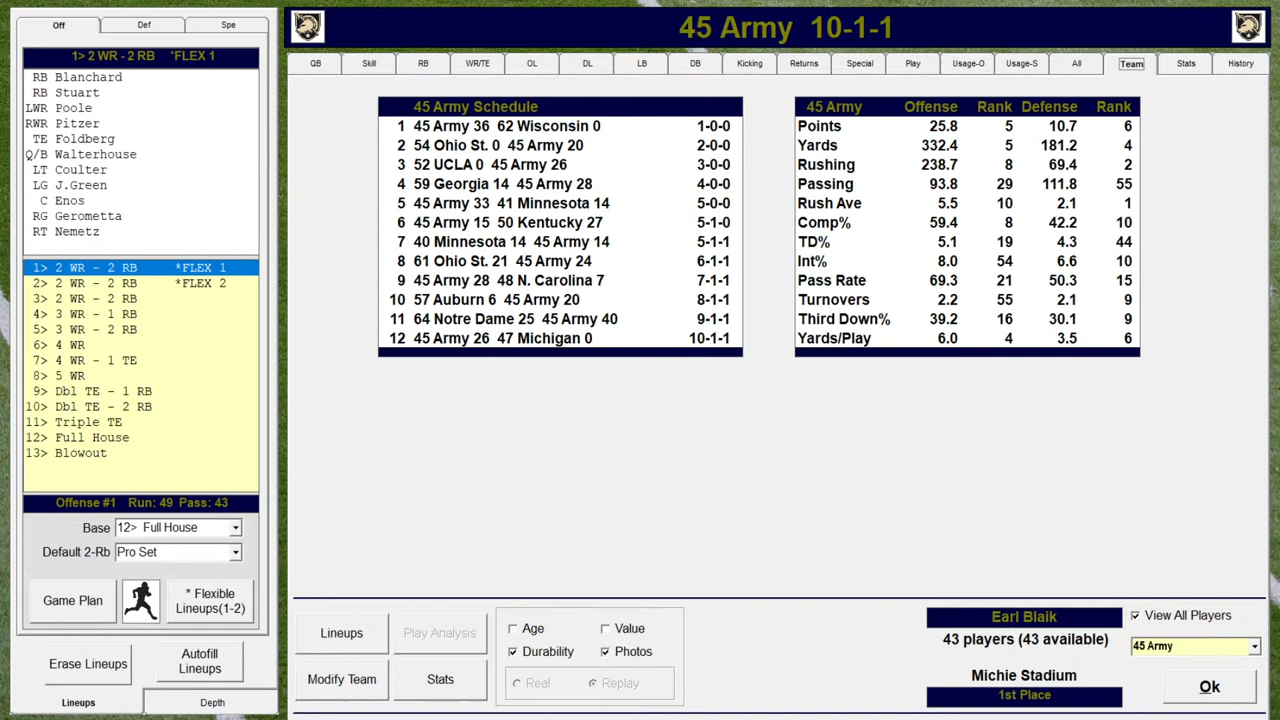 45 Army 10-1-1
Off Def Spe
1> 2 WR - 2 RB *FLEX 1
RB Blanchard
RB Stuart
LWR Poole
RWR Pitzer
TE Foldberg
Q/B Walterhouse
LT Coulter
LG J.Green
C Enos
RG Gerometta
RT Nemetz
1> 2 WR - 2 RB *FLEX 1
2> 2 WR - 2 RB *FLEX 2
3> 2 WR - 2 RB
4> 3 WR - 1 RB
5> 3 WR - 2 RB
6> 4 WR
7> 4 WR - 1 TE
8> 5 WR
9> Dbl TE - 1 RB
10> Dbl TE - 2 RB
11> Triple TE
12> Full House
13> Blowout
Offense #1 Run: 49 Pass: 43
Base 12> Full House
Default 2-Rb Pro Set
Game Plan
* Flexible
Lineups(1-2)
Erase Lineups
Autofill
Lineups
Lineups Depth
QB Skill RB WR/TE OL DL LB DB Kicking Returns Special Play Usage-O Usage-S All Team Stats History
45 Army Schedule
1 45 Army 36 62 Wisconsin 0 1-0-0
2 54 Ohio St. 0 45 Army 20 2-0-0
3 52 UCLA 0 45 Army 26 3-0-0
4 59 Georgia 14 45 Army 28 4-0-0
5 45 Army 33 41 Minnesota 14 5-0-0
6 45 Army 15 50 Kentucky 27 5-1-0
7 40 Minnesota 14 45 Army 14 5-1-1
8 61 Ohio St. 21 45 Army 24 6-1-1
9 45 Army 28 48 N. Carolina 7 7-1-1
10 57 Auburn 6 45 Army 20 8-1-1
11 64 Notre Dame 25 45 Army 40 9-1-1
12 45 Army 26 47 Michigan 0 10-1-1
45 Army Offense Rank Defense Rank
Points 25.8 5 10.7 6
Yards 332.4 5 181.2 4
Rushing 238.7 8 69.4 2
Passing 93.8 29 111.8 55
Rush Ave 5.5 10 2.1 1
Comp% 59.4 8 42.2 10
TD% 5.1 19 4.3 44
Int% 8.0 54 6.6 10
Pass Rate 69.3 21 50.3 15
Turnovers 2.2 55 2.1 9
Third Down% 39.2 16 30.1 9
Yards/Play 6.0 4 3.5 6
Lineups
Play Analysis
Modify Team
Stats
Age Value
Durability Photos
Real Replay
Earl Blaik
43 players (43 available)
Michie Stadium
1st Place
View All Players
45 Army
Ok